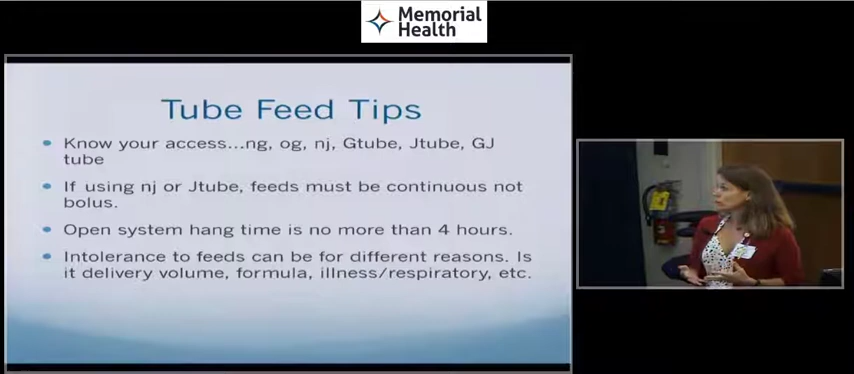 Memorial
Health
Tube Feed Tips
• Know your access...ng, og, nj, Gtube, Jtube, GJ
tube
• If using nj or Jtube, feeds must be continuous not
bolus.
• Open system hang time is no more than 4 hours.
• Intolerance to feeds can be for different reasons. Is
it delivery volume, formula, illness/respiratory, etc.